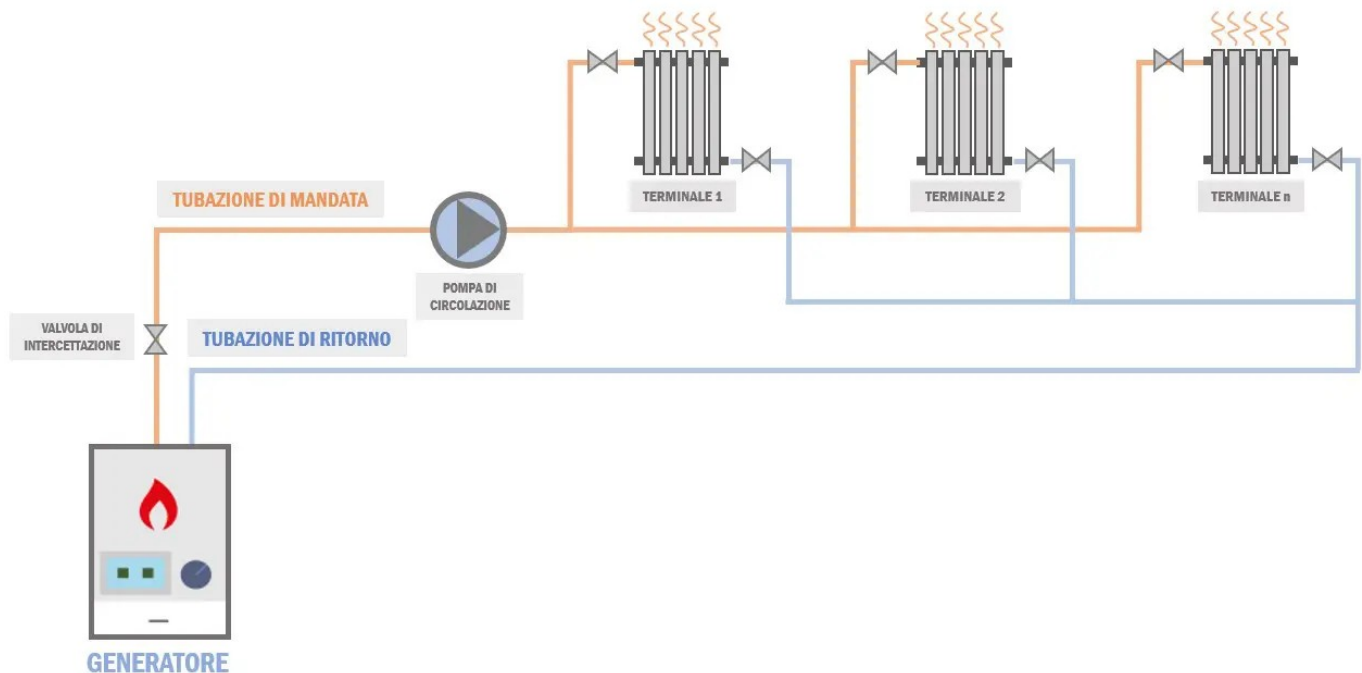 TERMINALE 1
TERMINALE 2
TERMINALE n
TUBAZIONE DI MANDATA
POMPA DI
CIRCOLAZIONE
VALVOLA DI
INTERCETTAZIONE
TUBAZIONE DI RITORNO
GENERATORE